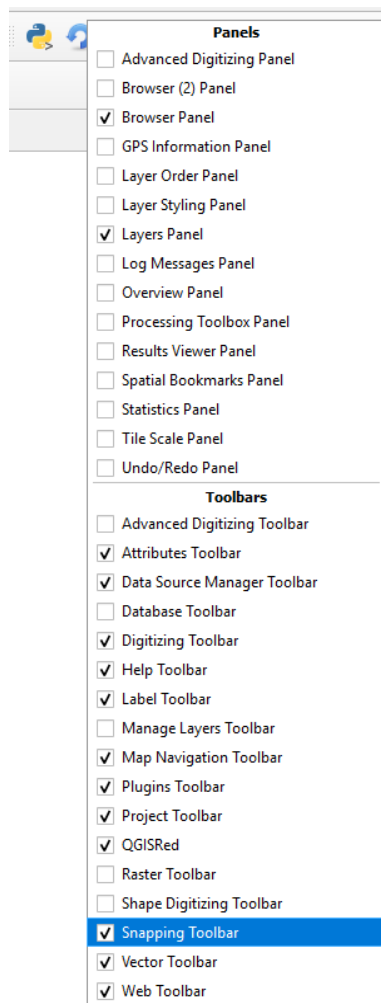 Panels
Advanced Digitizing Panel
Browser (2) Panel
Browser Panel
GPS Information Panel
Layer Order Panel
Layer Styling Panel
Layers Panel
Log Messages Panel
Overview Panel
Processing Toolbox Panel
Results Viewer Panel
Spatial Bookmarks Panel
Statistics Panel
Tile Scale Panel
Undo/Redo Panel
Toolbars
Advanced Digitizing Toolbar
Attributes Toolbar
Data Source Manager Toolbar
Database Toolbar
Digitizing Toolbar
Help Toolbar
Label Toolbar
Manage Layers Toolbar
Map Navigation Toolbar
Plugins Toolbar
Project Toolbar
QGISRed
Raster Toolbar
Shape Digitizing Toolbar
Snapping Toolbar
Vector Toolbar
Web Toolbar